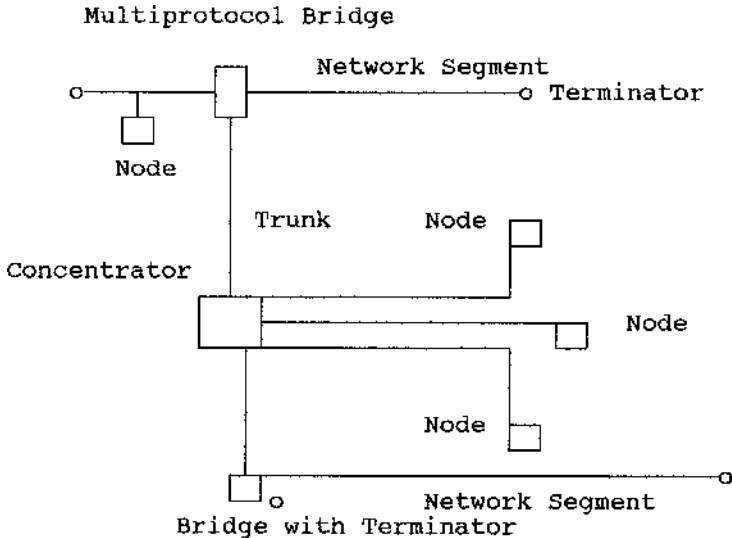 Multiprotocol Bridge
Network Segment
Terminator
Node
Trunk
Node
Concentrator
Node
Node
Network Segment
Bridge with Terminator